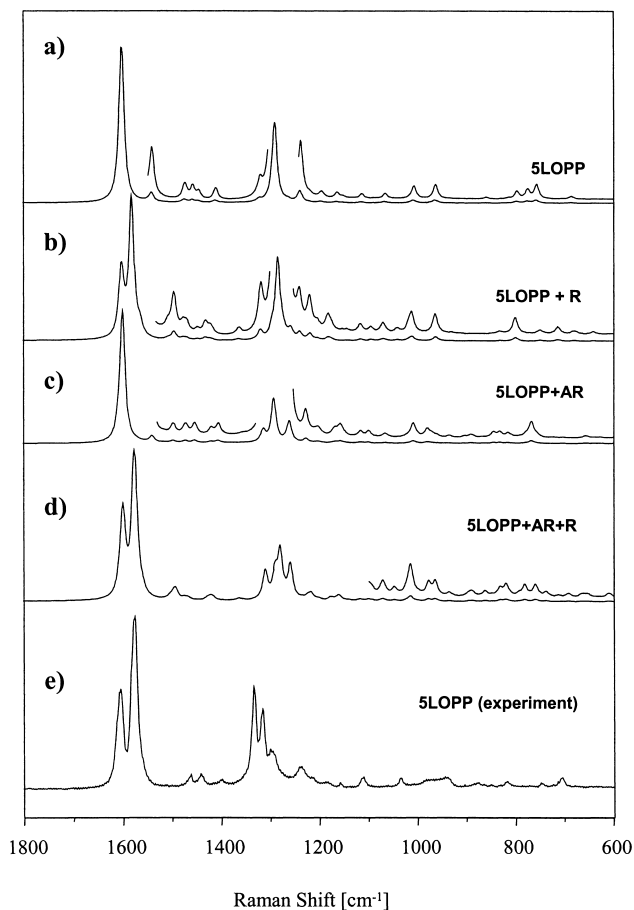 a)
5LOPP
b)
5LOPP + R
c)
5LOPP+AR
d)
5LOPP+AR+R
e)
5LOPP (experiment)
1800 1600 1400 1200 1000 800 600
Raman Shift [cm-1]